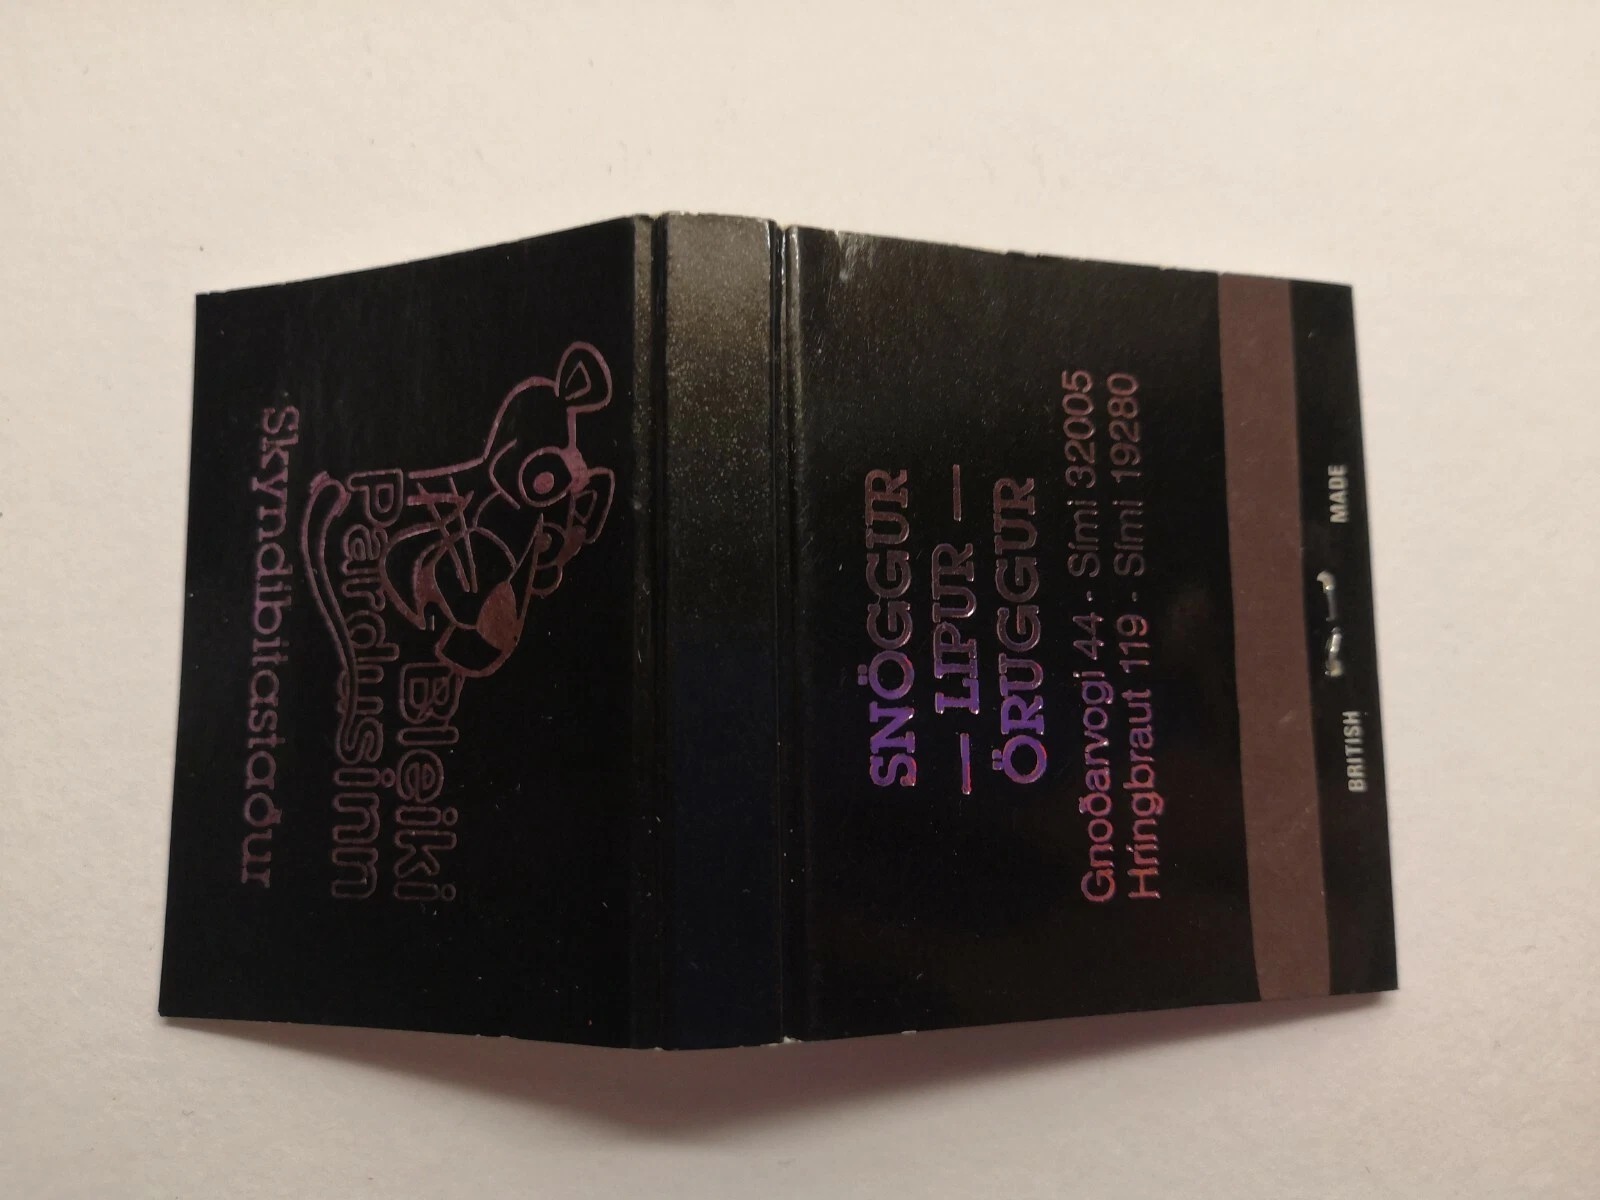 Bleiki
Pardusinn
Skyndibitastaður
SNÖGGUR
— LIPUR —
ÖRUGGUR
Gnoðarvogi 44 - Sími 32005
Hringbraut 119 - Sími 19280
BRITISH MADE